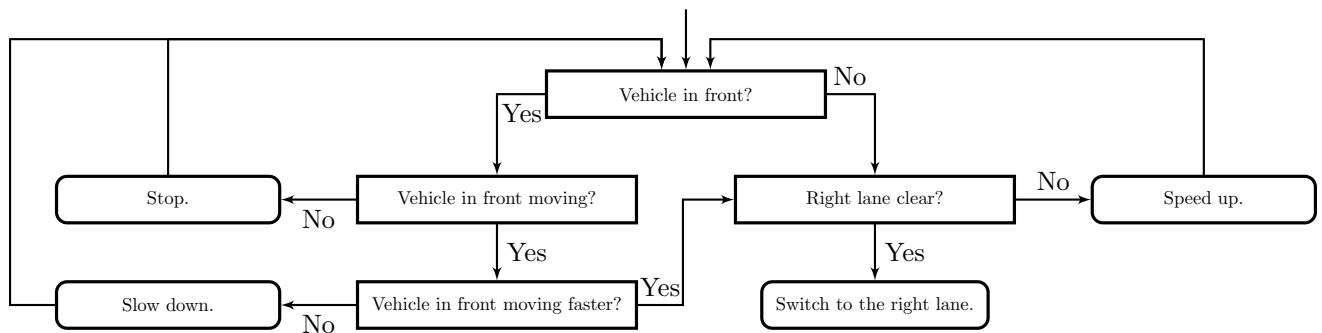 Vehicle in front?
No
Yes
Stop.
No
Vehicle in front moving?
Right lane clear?
No
Speed up.
Yes
Yes
Slow down.
No
Vehicle in front moving faster?
Yes
Switch to the right lane.